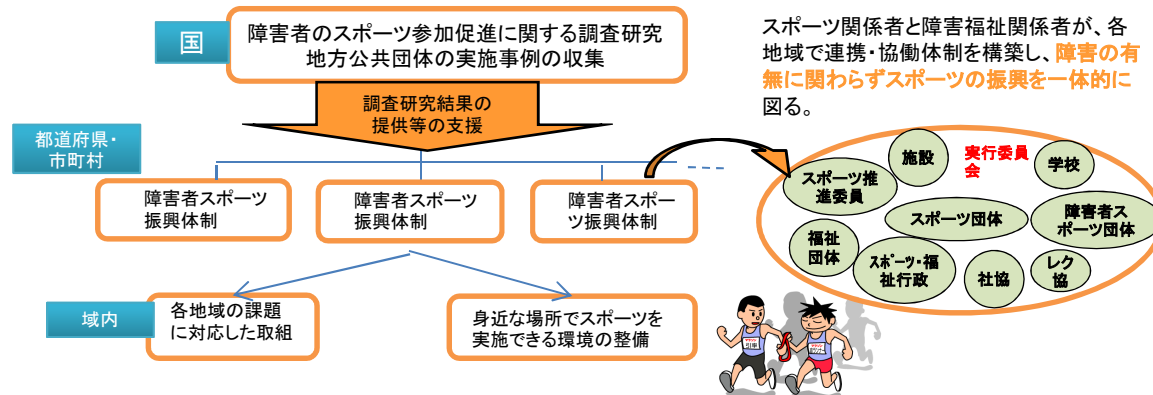 国
障害者のスポーツ参加促進に関する調査研究
地方公共団体の実施事例の収集
調査研究結果の
提供等の支援
都道府県・
市町村
障害者スポーツ
振興体制
障害者スポーツ
振興体制
障害者スポー
ツ振興体制
域内
各地域の課題
に対応した取組
身近な場所でスポーツを
実施できる環境の整備
スポーツ関係者と障害福祉関係者が、各
地域で連携・協働体制を構築し、障害の有
無に関わらずスポーツの振興を一体的に
図る。
施設
実行委員
会
学校
スポーツ推
進委員
スポーツ団体
障害者ス
ポーツ団体
福祉
団体
スポーツ・福
祉行政
社協
レク
協